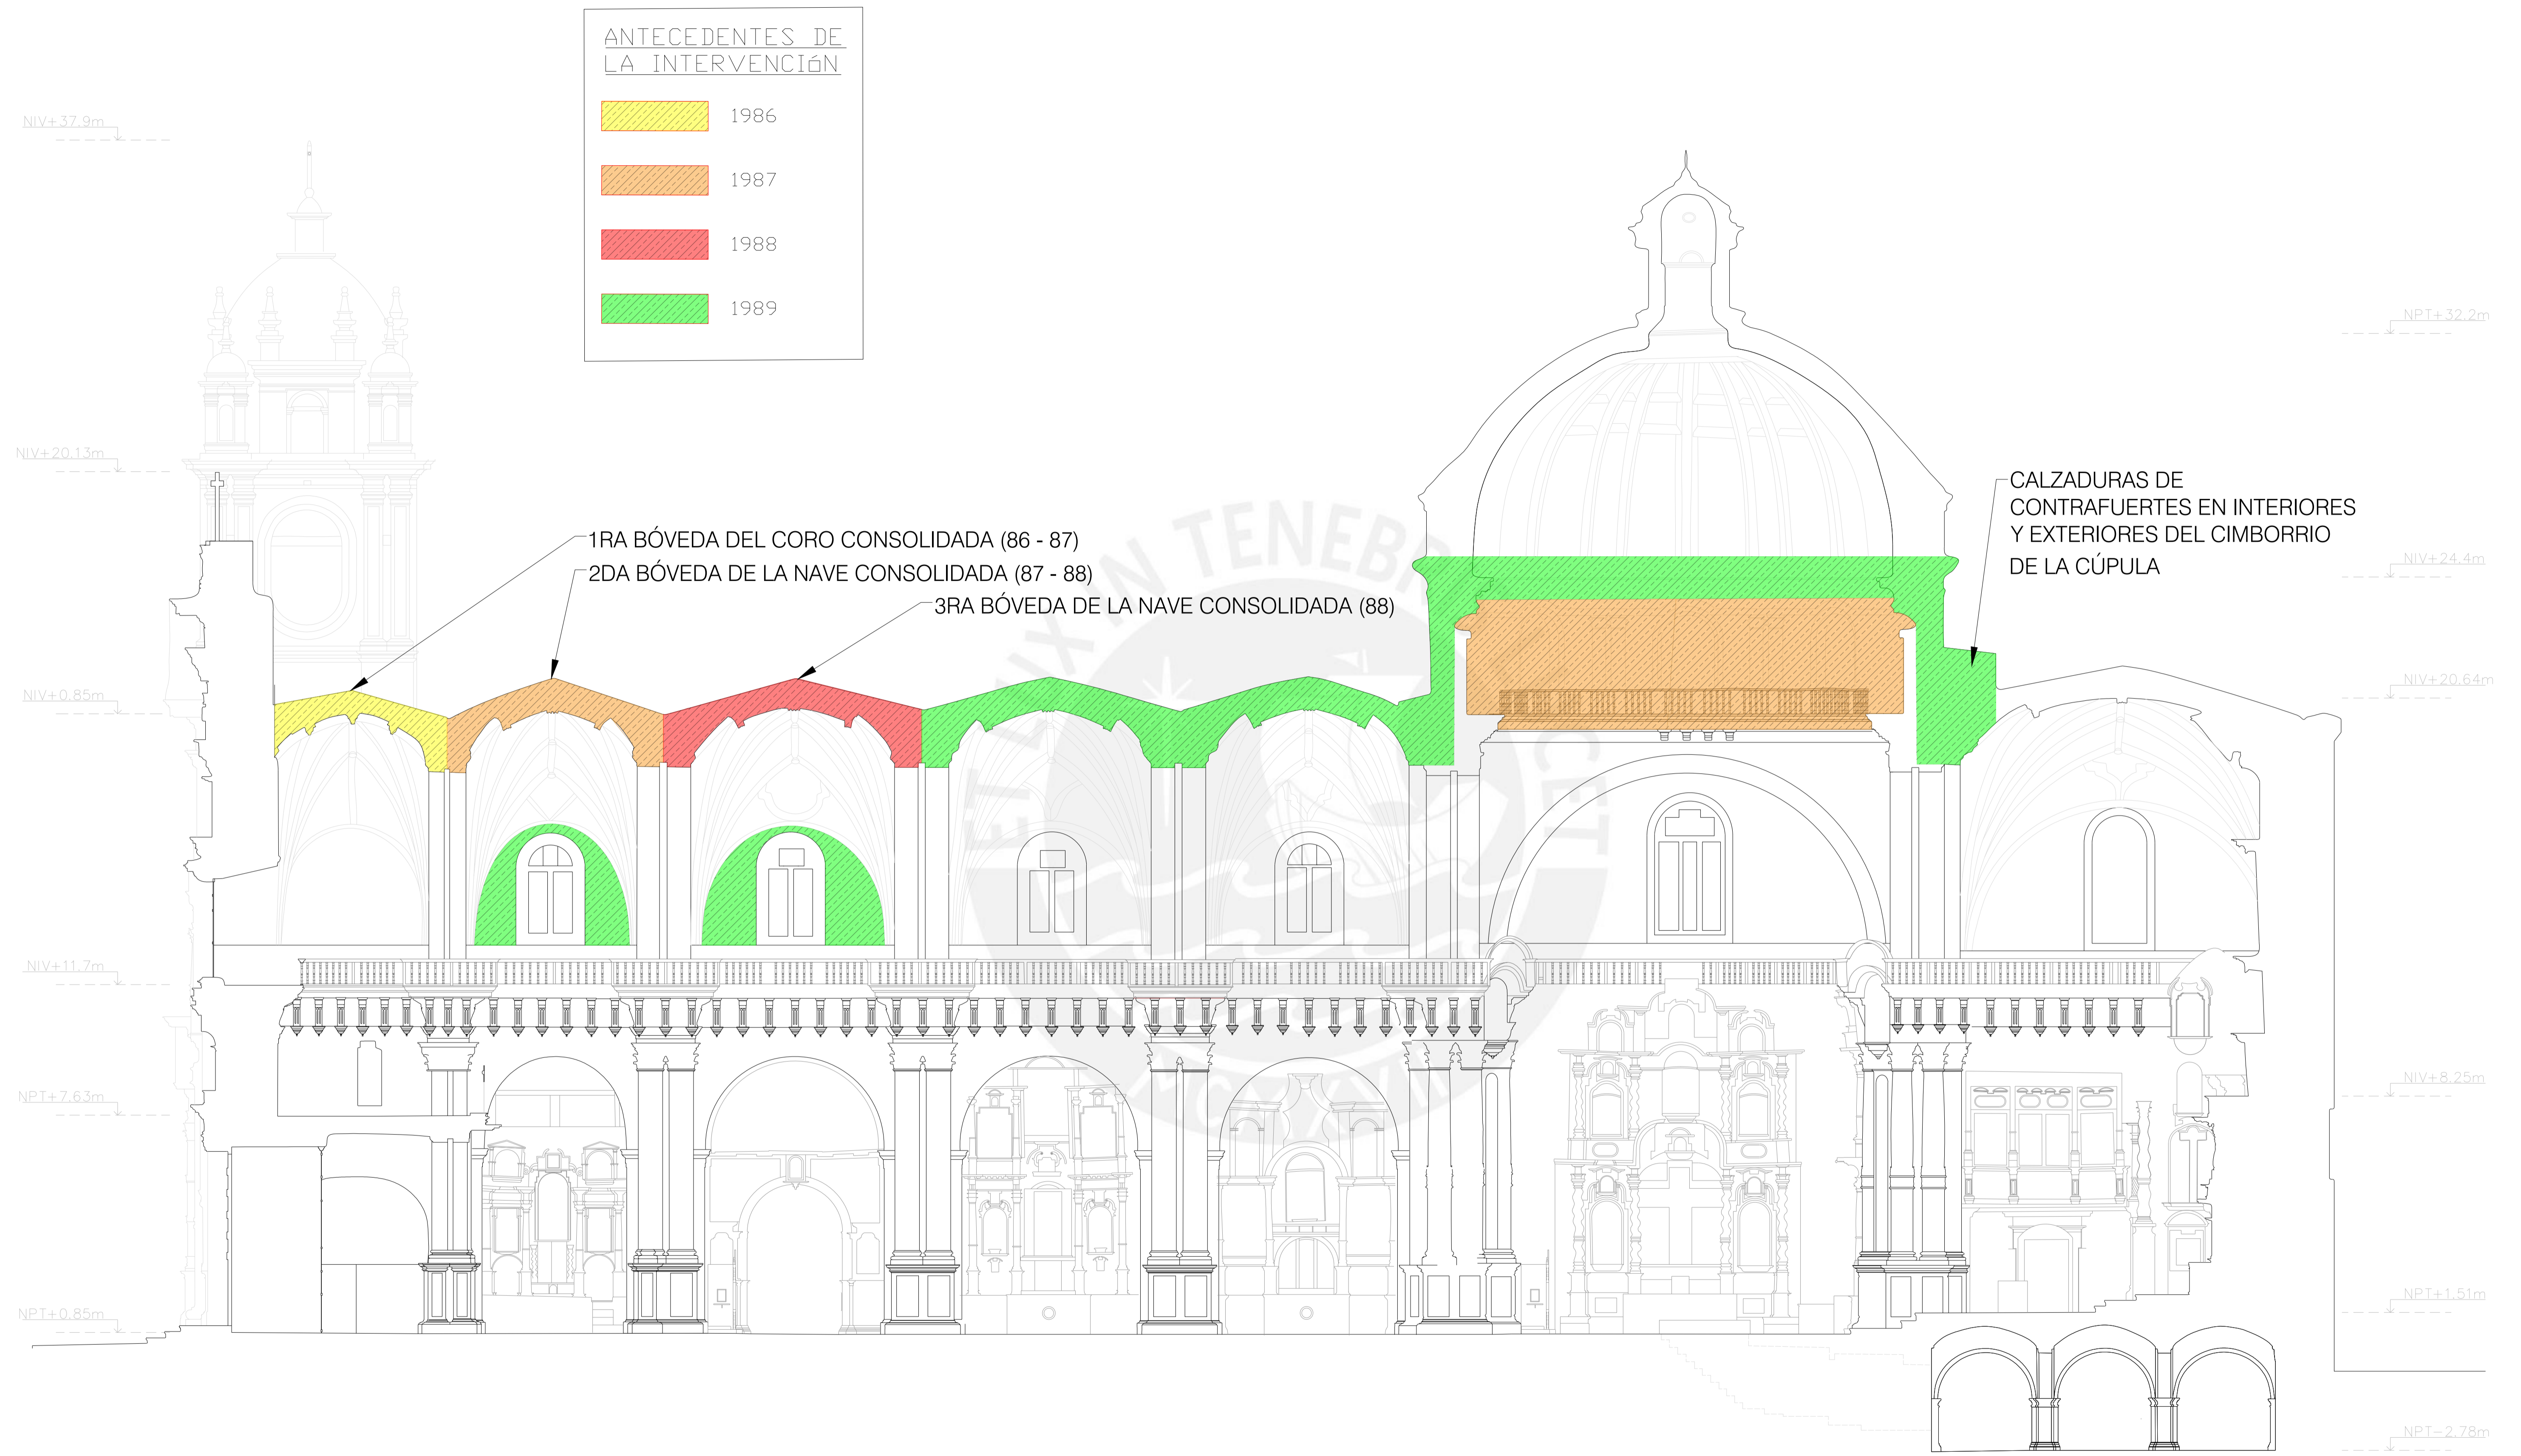 ANTECEDENTES DE
LA INTERVENCIóN
1986
1987
1988
1989
NIV+37.9m
NIV+20.13m
NIV+0.85m
NIV+11.7m
NPT+7.63m
NPT+0.85m
1RA BÓVEDA DEL CORO CONSOLIDADA (86 - 87)
2DA BÓVEDA DE LA NAVE CONSOLIDADA (87 - 88)
3RA BÓVEDA DE LA NAVE CONSOLIDADA (88)
CALZADURAS DE
CONTRAFUERTES EN INTERIORES
Y EXTERIORES DEL CIMBORRIO
DE LA CÚPULA
NPT+32.2m
NIV+24.4m
NIV+20.64m
NIV+8.25m
NPT+1.51m
NPT-2.78m
ET LUX IN